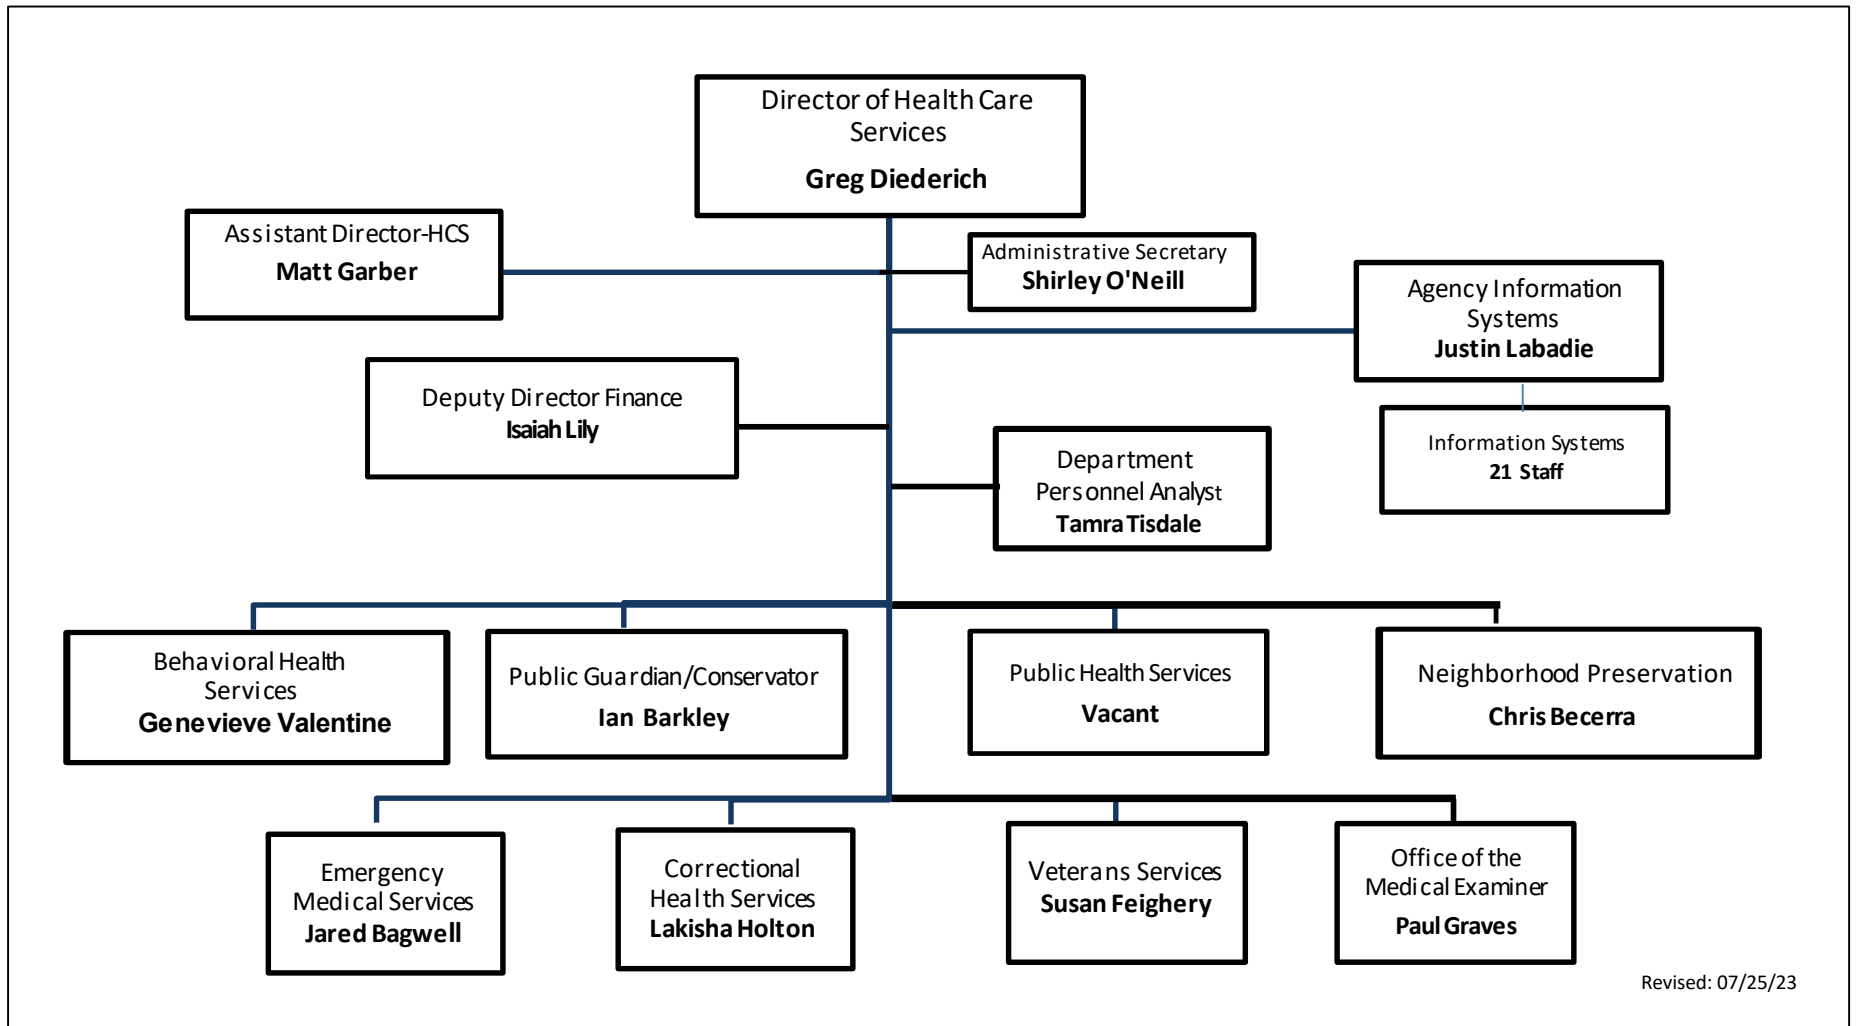 Director of Health Care
Services
Greg Diederich
Assistant Director-HCS
Matt Garber
Administrative Secretary
Shirley O'Neill
Agency Information
Systems
Justin Labadie
Deputy Director Finance
Isaiah Lily
Information Systems
21 Staff
Department
Personnel Analyst
Tamra Tisdale
Behavioral Health
Services
Genevieve Valentine
Public Guardian/Conservator
Ian Barkley
Public Health Services
Vacant
Neighborhood Preservation
Chris Becerra
Emergency
Medical Services
Jared Bagwell
Correctional
Health Services
Lakisha Holton
Veterans Services
Susan Feighery
Office of the
Medical Examiner
Paul Graves
Revised: 07/25/23